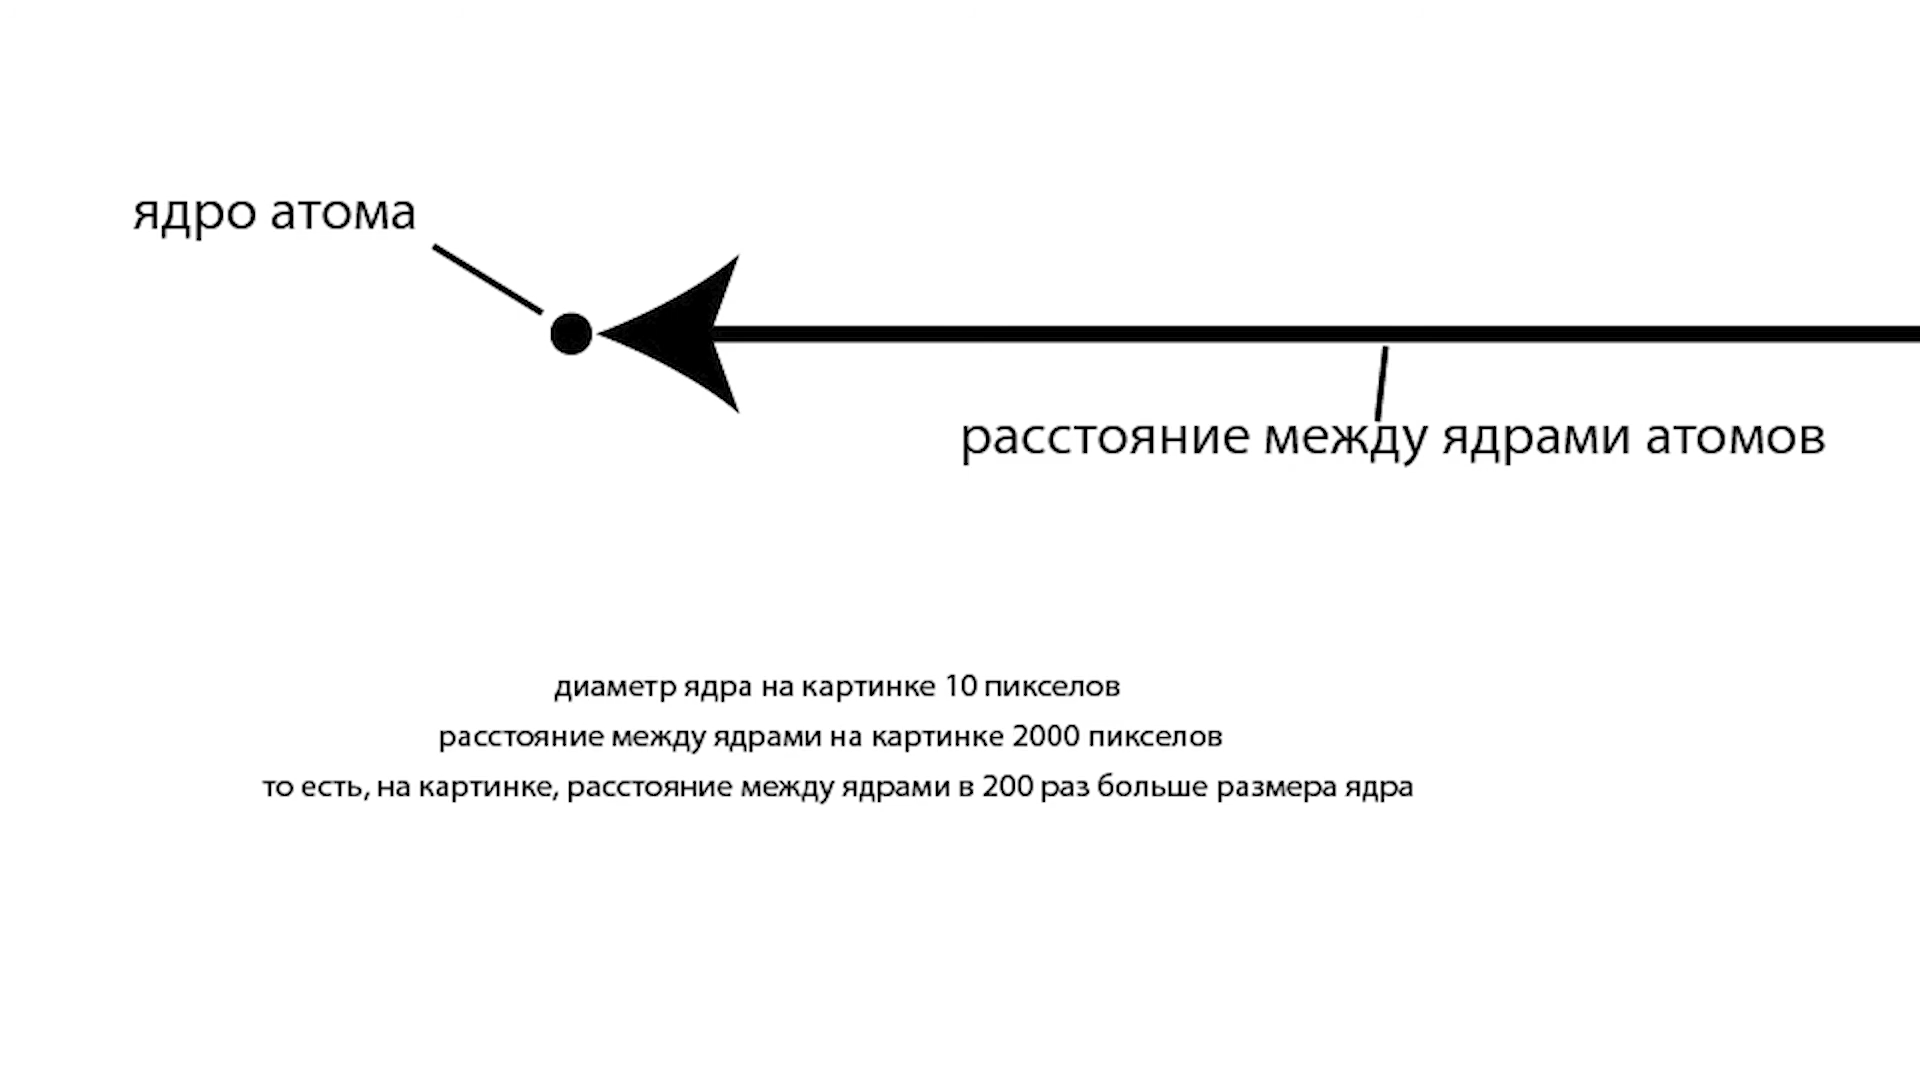 ядро атома
расстояние между ядрами атомов
диаметр ядра на картинке 10 пикселов
расстояние между ядрами на картинке 2000 пикселов
то есть, на картинке, расстояние между ядрами в 200 раз больше размера ядра